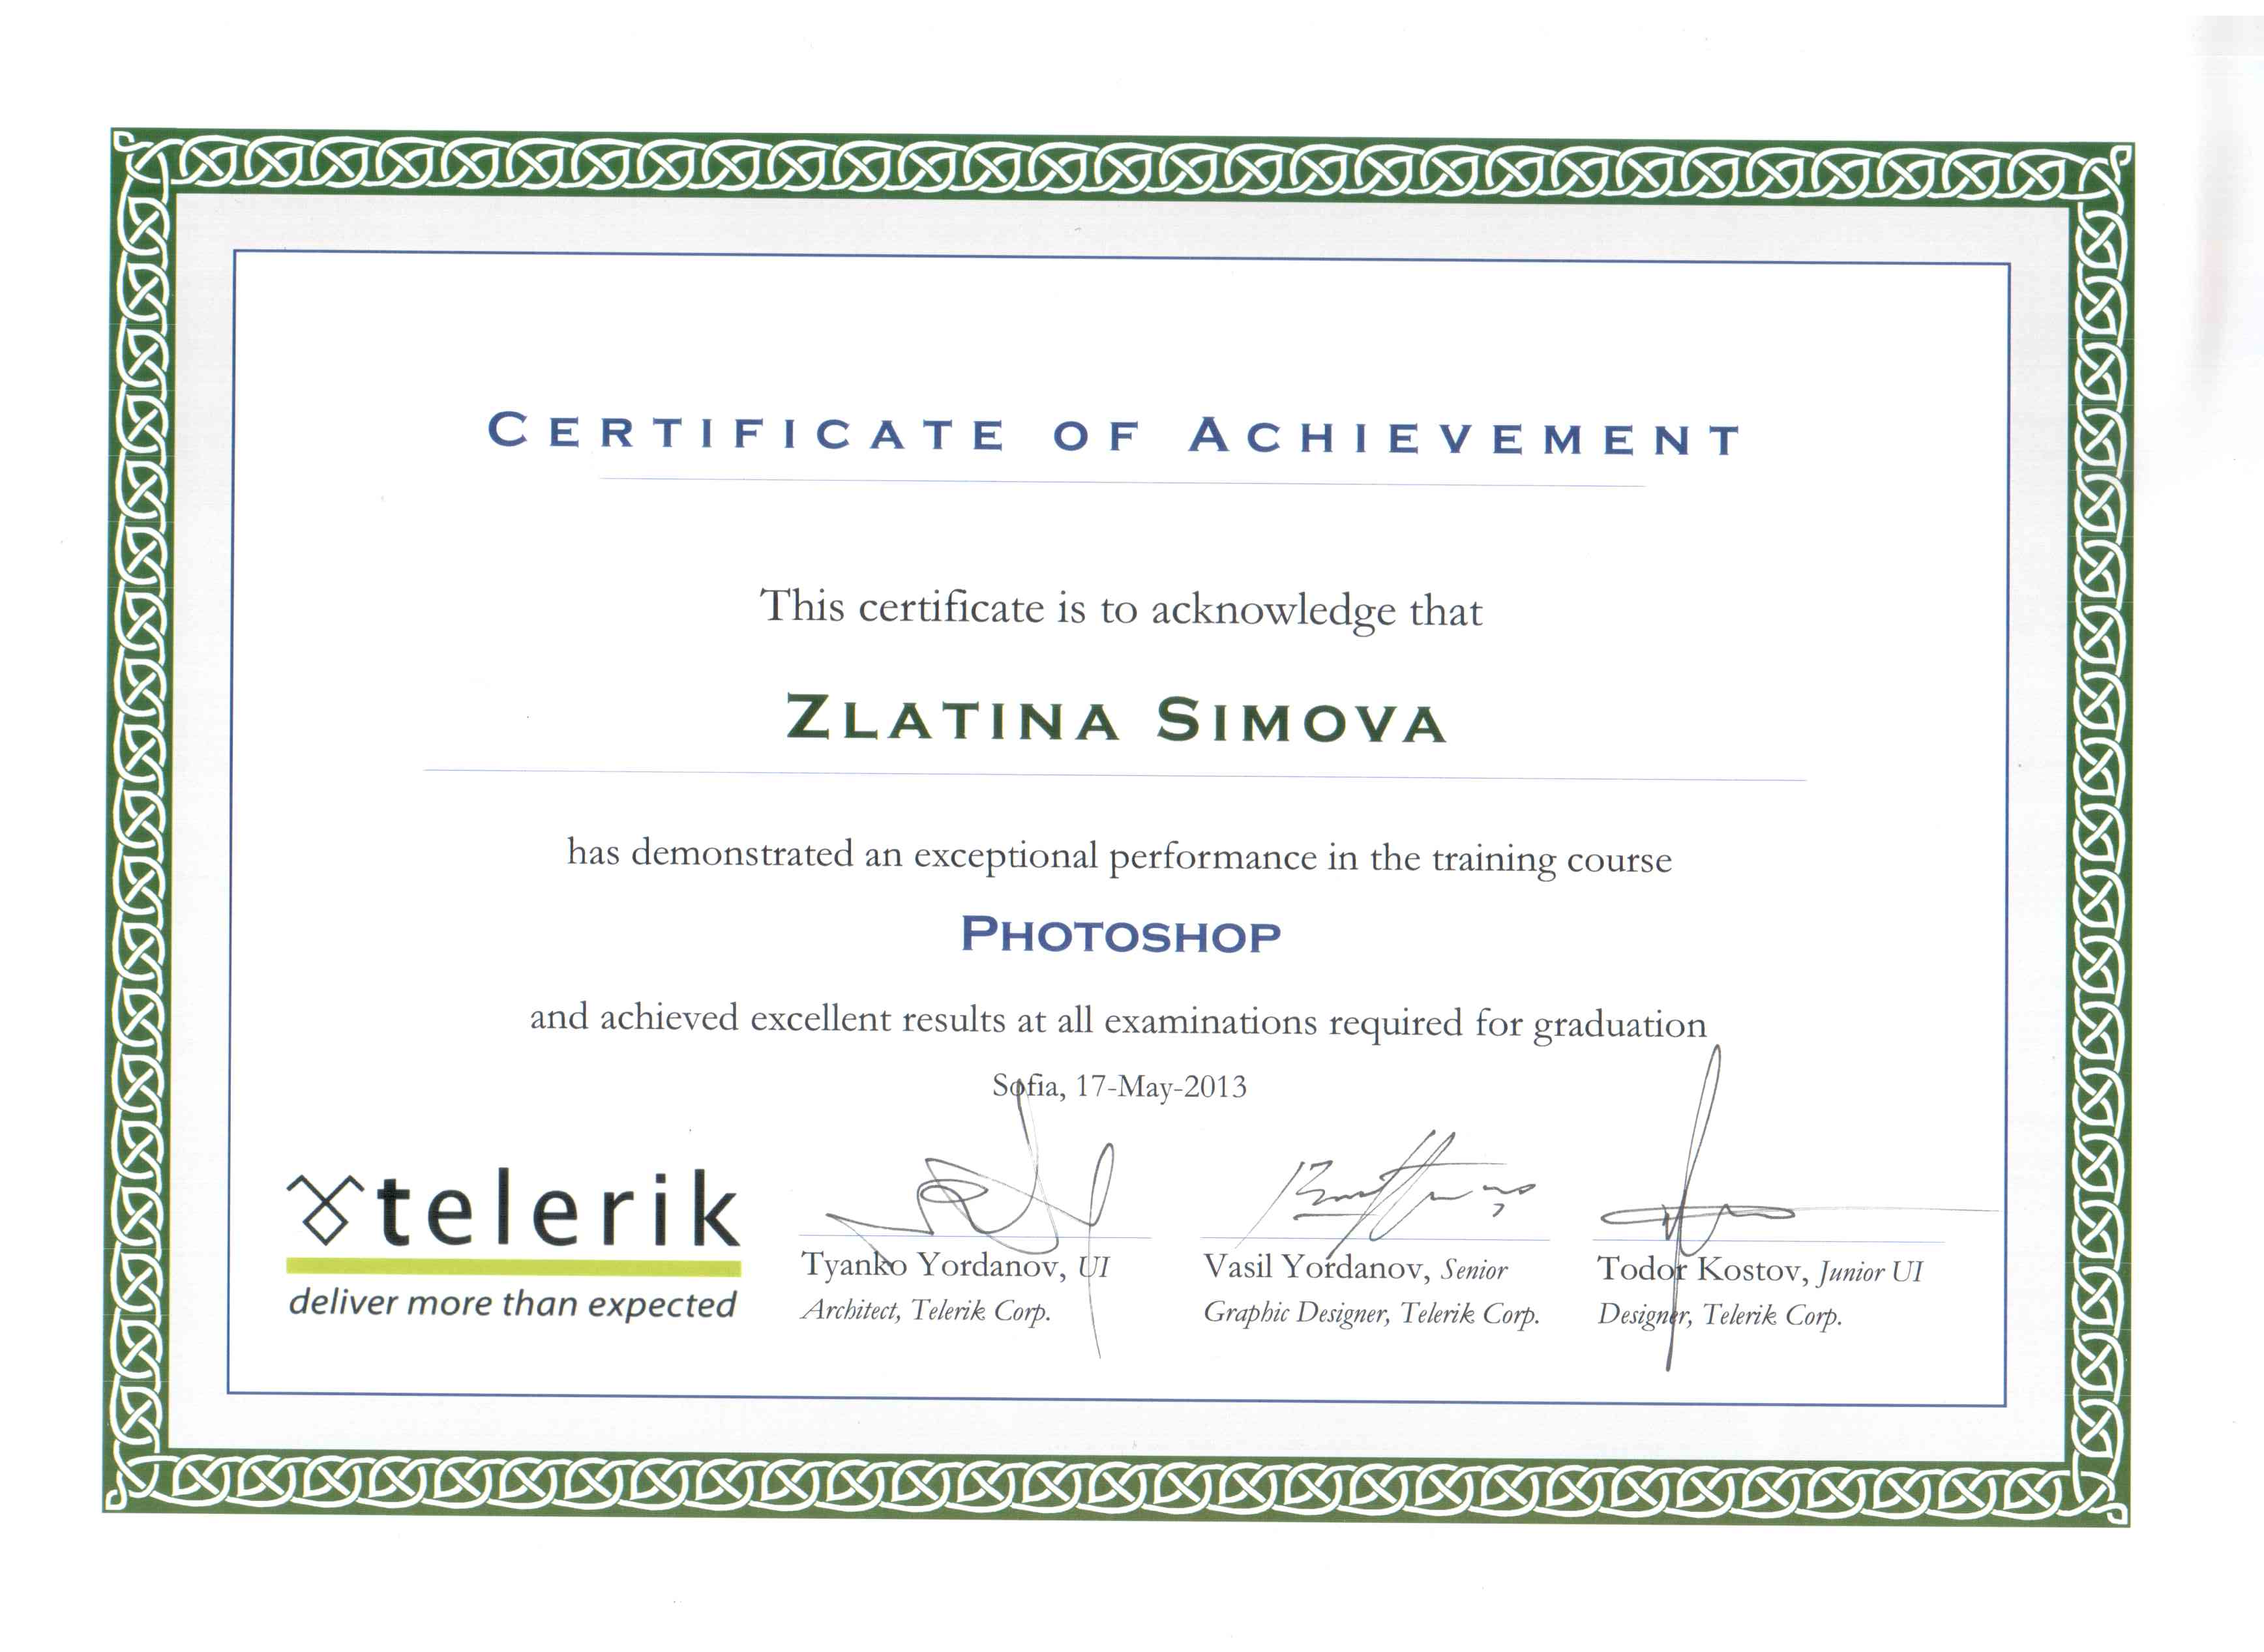 CERTIFICATE OF ACHIEVEMENT
This certificate is to acknowledge that
ZLATINA SIMOVA
has demonstrated an exceptional performance in the training course
PHOTOSHOP
and achieved excellent results at all examinations required for graduation
Sofia, 17-May-2013
telerik
deliver more than expected
Tyanko Yordanov, UI
Architect, Telerik Corp.
Vasil Yordanov, Senior
Graphic Designer, Telerik Corp.
Todor Kostov, Junior UI
Designer, Telerik Corp.